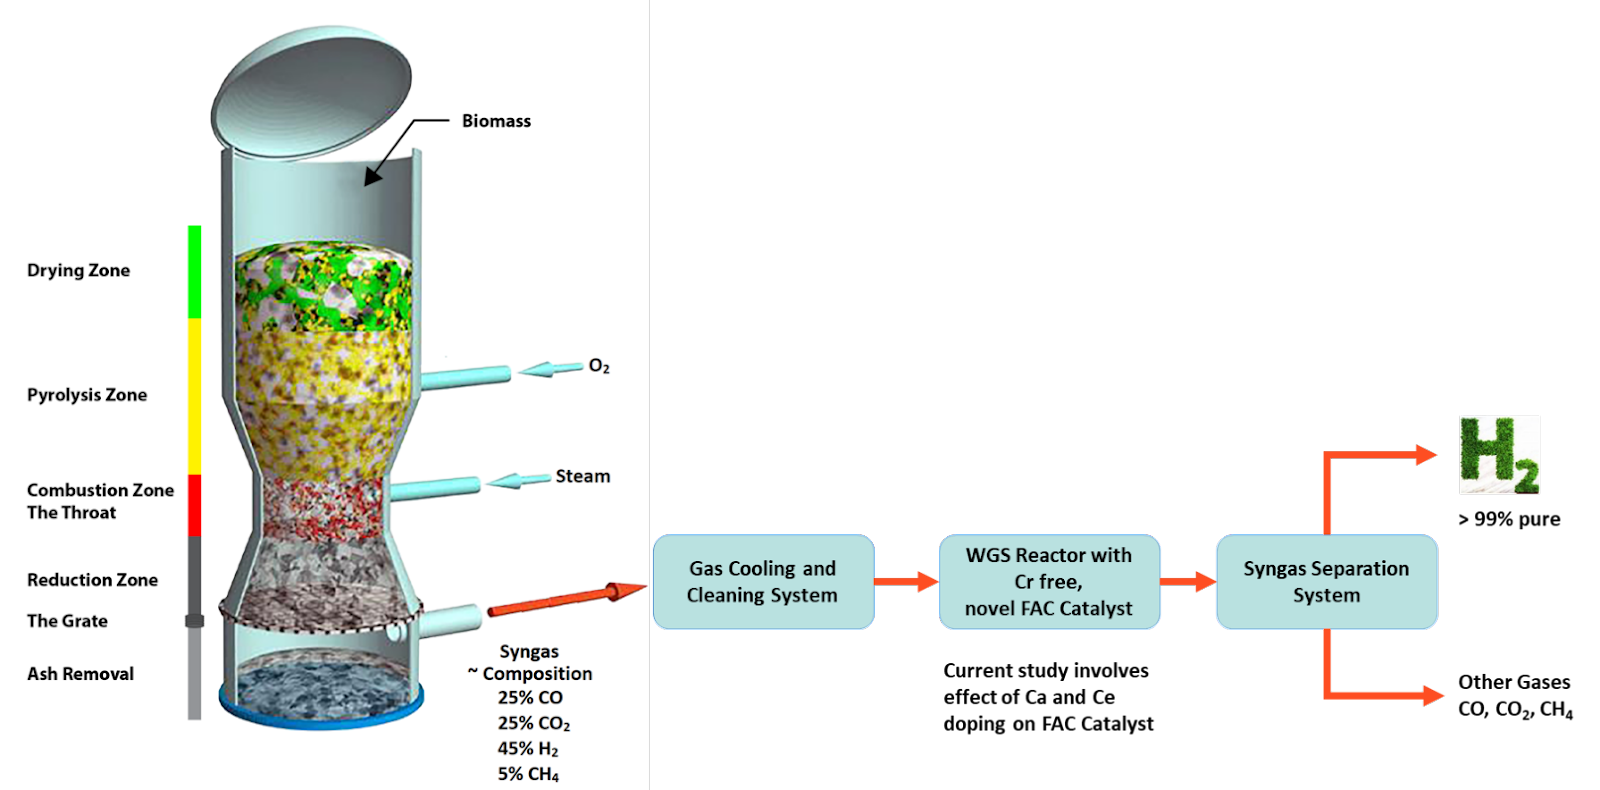 Biomass
Drying Zone
O₂
Pyrolysis Zone
Steam
Combustion Zone
The Throat
Reduction Zone
The Grate
Ash Removal
Syngas
~ Composition
25% CO
25% CO₂
45% H₂
5% CH₄
Gas Cooling and
Cleaning System
WGS Reactor with
Cr free,
novel FAC Catalyst
Current study involves
effect of Ca and Ce
doping on FAC Catalyst
Syngas Separation
System
H₂
> 99% pure
Other Gases
CO, CO₂, CH₄